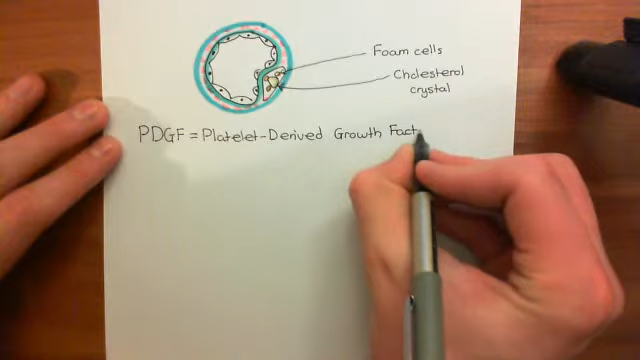 Foam cells
Cholesterol
crystal
PDGF = Platelet-Derived Growth Fact